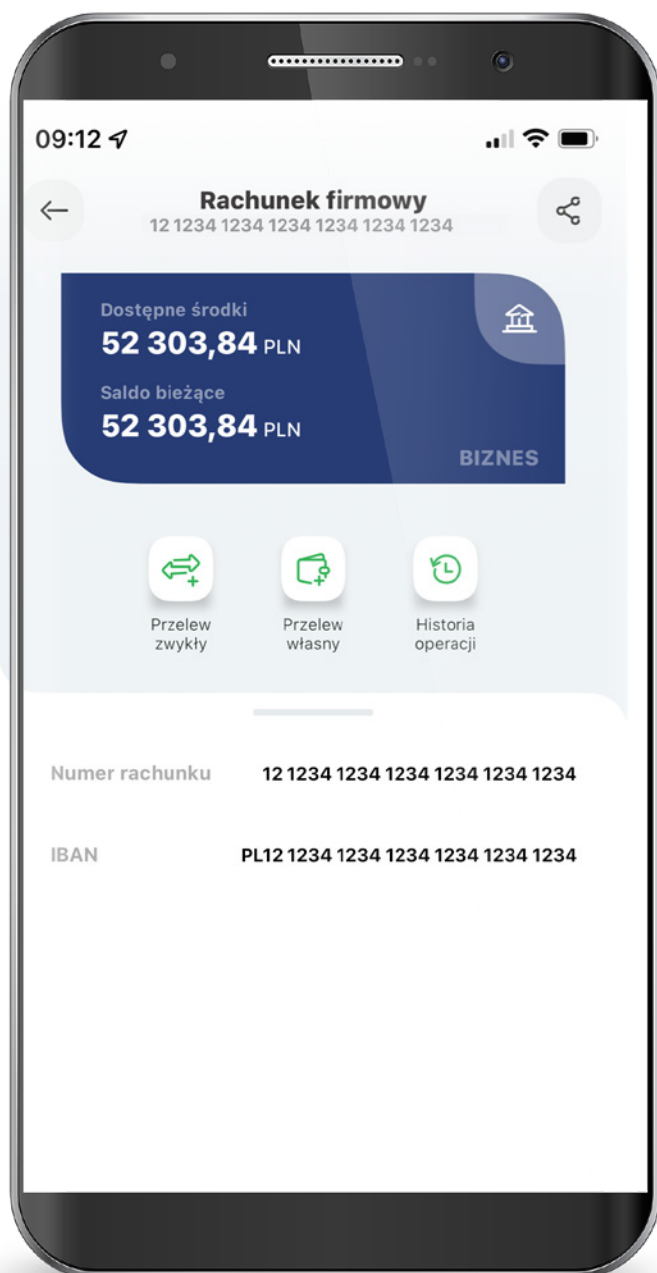 09:12
Rachunek firmowy
12 1234 1234 1234 1234 1234 1234
Dostępne środki
52 303,84 PLN
Saldo bieżące
52 303,84 PLN
BIZNES
Przelew
zwykły
Przelew
własny
Historia
operacji
Numer rachunku 12 1234 1234 1234 1234 1234 1234
IBAN PL12 1234 1234 1234 1234 1234 1234